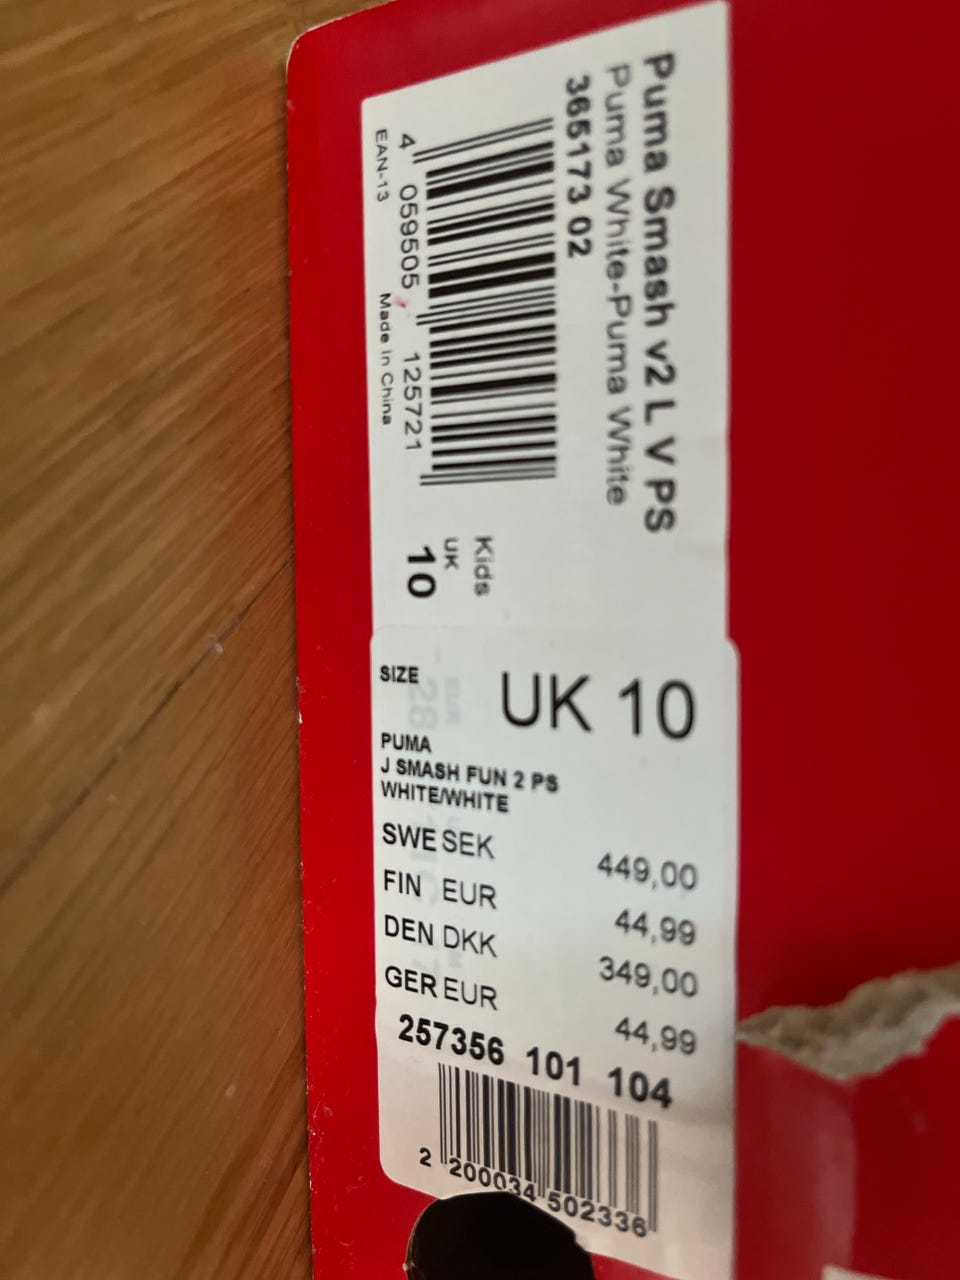 Puma Smash v2 L V PS
Puma White-Puma White
365173 02
4 059505 125721
EAN-13
Made in China
Kids
UK
10
SIZE
UK 10
PUMA
J SMASH FUN 2 PS
WHITE/WHITE
SWE SEK 449,00
FIN EUR 44,99
DEN DKK 349,00
GER EUR 44,99
257356 101 104
2 200034 502336
EUR
28